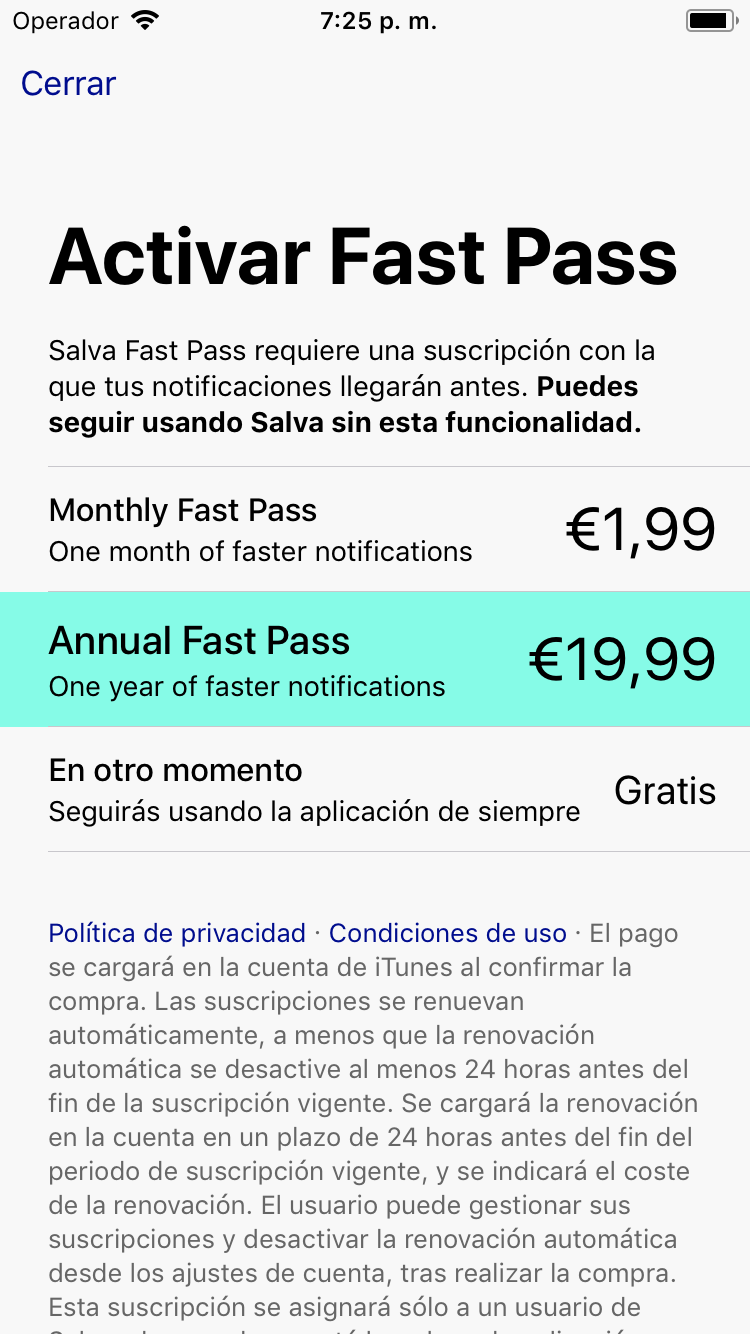 Operador 7:25 p. m.
Cerrar
Activar Fast Pass
Salva Fast Pass requiere una suscripción con la
que tus notificaciones llegarán antes. Puedes
seguir usando Salva sin esta funcionalidad.
Monthly Fast Pass
One month of faster notifications
€1,99
Annual Fast Pass
One year of faster notifications
€19,99
En otro momento
Seguirás usando la aplicación de siempre
Gratis
Política de privacidad · Condiciones de uso · El pago
se cargará en la cuenta de iTunes al confirmar la
compra. Las suscripciones se renuevan
automáticamente, a menos que la renovación
automática se desactive al menos 24 horas antes del
fin de la suscripción vigente. Se cargará la renovación
en la cuenta en un plazo de 24 horas antes del fin del
periodo de suscripción vigente, y se indicará el coste
de la renovación. El usuario puede gestionar sus
suscripciones y desactivar la renovación automática
desde los ajustes de cuenta, tras realizar la compra.
Esta suscripción se asignará sólo a un usuario de